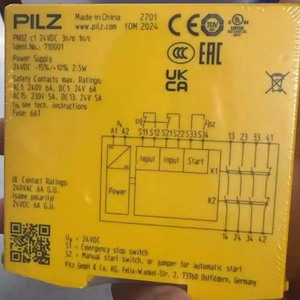 PILZ
Made in China
www.pilz.com
2701
YOM 2024
PNOZ c1 24VDC 3n/o 1n/c
Ident.No.: 710001
Power Supply:
24VDC -15%/+10% 2.5W
Safety Contacts max. Ratings:
AC1: 240V 6A, DC1: 24V 6A
AC15: 230V 5A, DC13: 24V 5A
Ith see tech. instructions
Fuse: 6AT
CE
EAC
UK
CA
UB S1 S2
A1 A2 S11 S12 S21 S22 S34
13 23 33 41
Input Input Start
K1
Power
K2
14 24 34 42
UL Contact Ratings:
240VAC 6A G.U.
(same polarity)
24VDC 6A G.U.
UB = 24VDC
S1 = Emergency stop switch
S2 = Manual start switch, or jumper for automatic start
Pilz GmbH & Co. KG, Felix-Wankel-Str. 2, 73760 Ostfildern, Germany